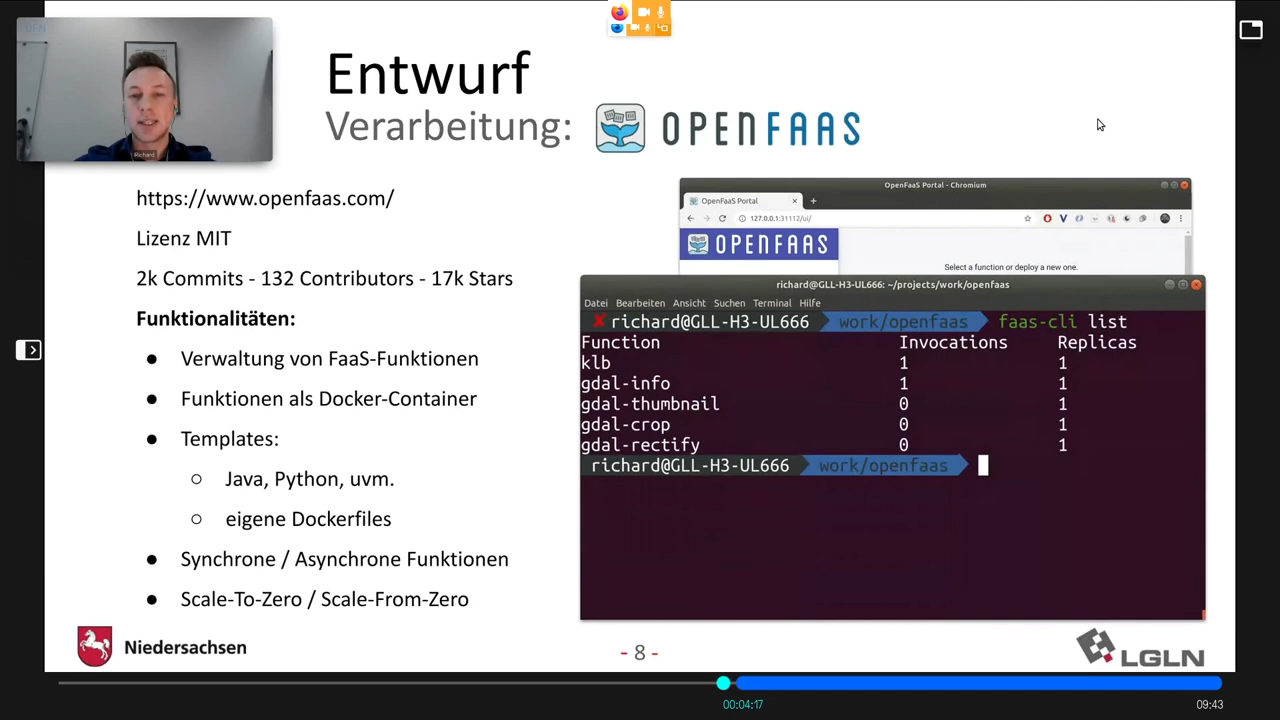 Entwurf
Verarbeitung:
OPENFAAS
Richard
https://www.openfaas.com/
Lizenz MIT
2k Commits - 132 Contributors - 17k Stars
Funktionalitäten:
● Verwaltung von FaaS-Funktionen
● Funktionen als Docker-Container
● Templates:
○ Java, Python, uvm.
○ eigene Dockerfiles
● Synchrone / Asynchrone Funktionen
● Scale-To-Zero / Scale-From-Zero
OpenFaaS Portal - Chromium
OpenFaaS Portal
127.0.0.1:31112/ui/
OPENFAAS
Select a function or deploy a new one.
richard@GLL-H3-UL666: ~/projects/work/openfaas
Datei Bearbeiten Ansicht Suchen Terminal Hilfe
✘ richard@GLL-H3-UL666 work/openfaas faas-cli list
Function Invocations Replicas
klb 1 1
gdal-info 1 1
gdal-thumbnail 0 1
gdal-crop 0 1
gdal-rectify 0 1
richard@GLL-H3-UL666 work/openfaas
Niedersachsen
- 8 -
LGLN
00:04:17
09:43